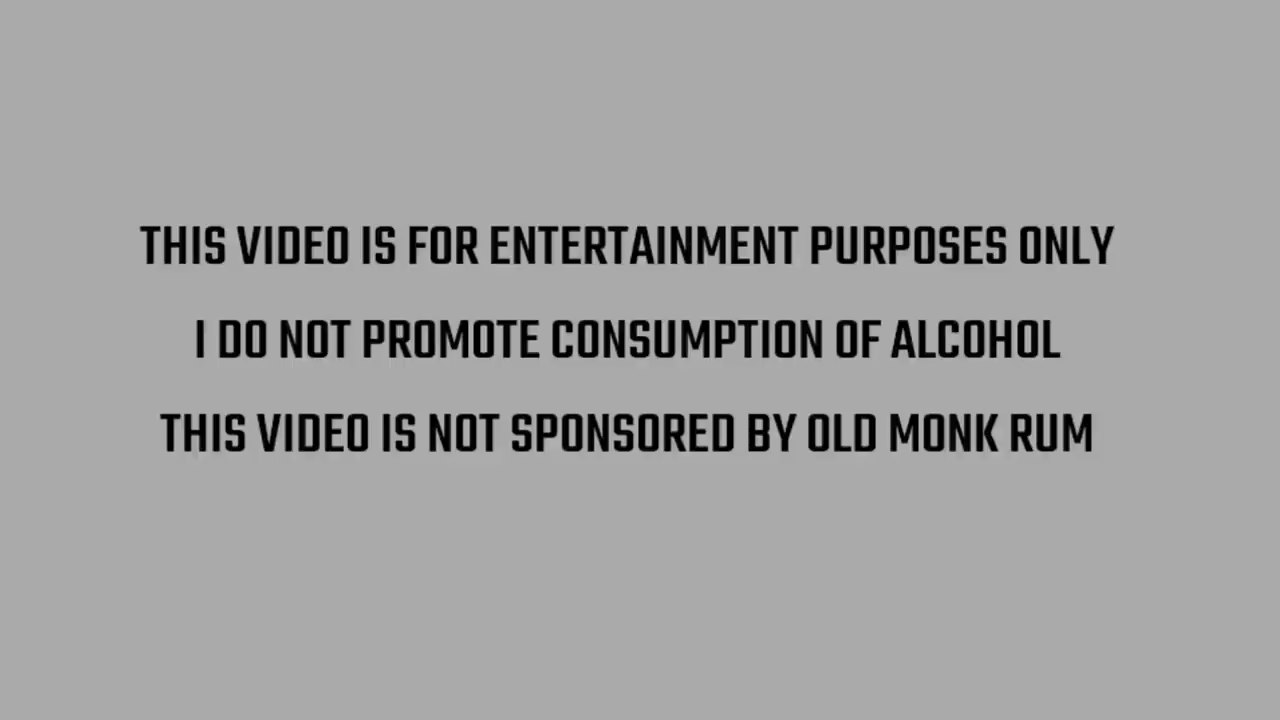 THIS VIDEO IS FOR ENTERTAINMENT PURPOSES ONLY
I DO NOT PROMOTE CONSUMPTION OF ALCOHOL
THIS VIDEO IS NOT SPONSORED BY OLD MONK RUM